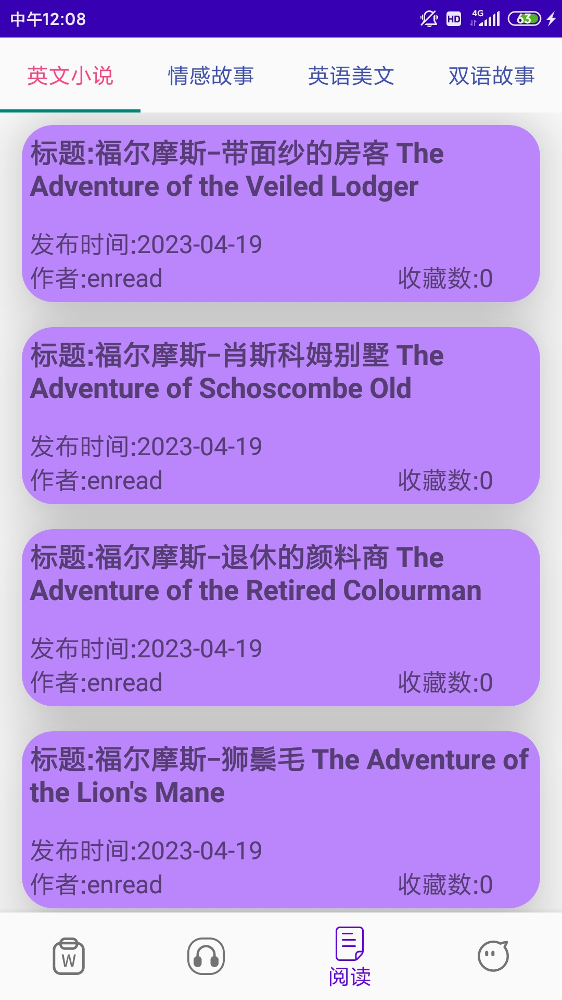 中午12:08
HD
4G
63
英文小说
情感故事
英语美文
双语故事
标题:福尔摩斯-带面纱的房客 The
Adventure of the Veiled Lodger
发布时间:2023-04-19
作者:enread
收藏数:0
标题:福尔摩斯-肖斯科姆别墅 The
Adventure of Schoscombe Old
发布时间:2023-04-19
作者:enread
收藏数:0
标题:福尔摩斯-退休的颜料商 The
Adventure of the Retired Colourman
发布时间:2023-04-19
作者:enread
收藏数:0
标题:福尔摩斯-狮鬃毛 The Adventure of
the Lion's Mane
发布时间:2023-04-19
作者:enread
收藏数:0
W
阅读